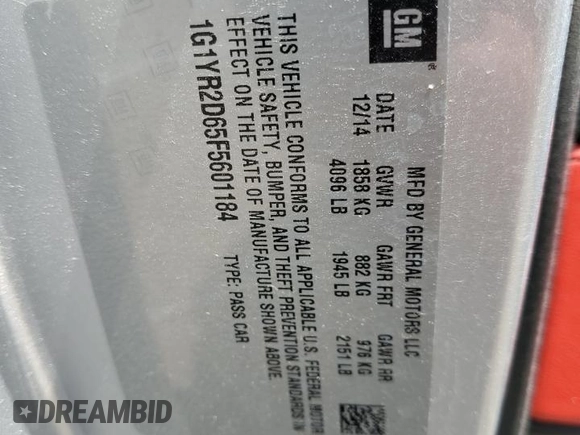 GM
MFD BY GENERAL MOTORS LLC
DATE GVWR GAWR FRT GAWR RR
12/14 1858 KG 882 KG 976 KG
4096 LB 1945 LB 2151 LB
THIS VEHICLE CONFORMS TO ALL APPLICABLE U.S. FEDERAL MOTOR
VEHICLE SAFETY, BUMPER, AND THEFT PREVENTION STANDARDS IN
EFFECT ON THE DATE OF MANUFACTURE SHOWN ABOVE.
1G1YR2D65F5601184 TYPE: PASS CAR
DREAMBID